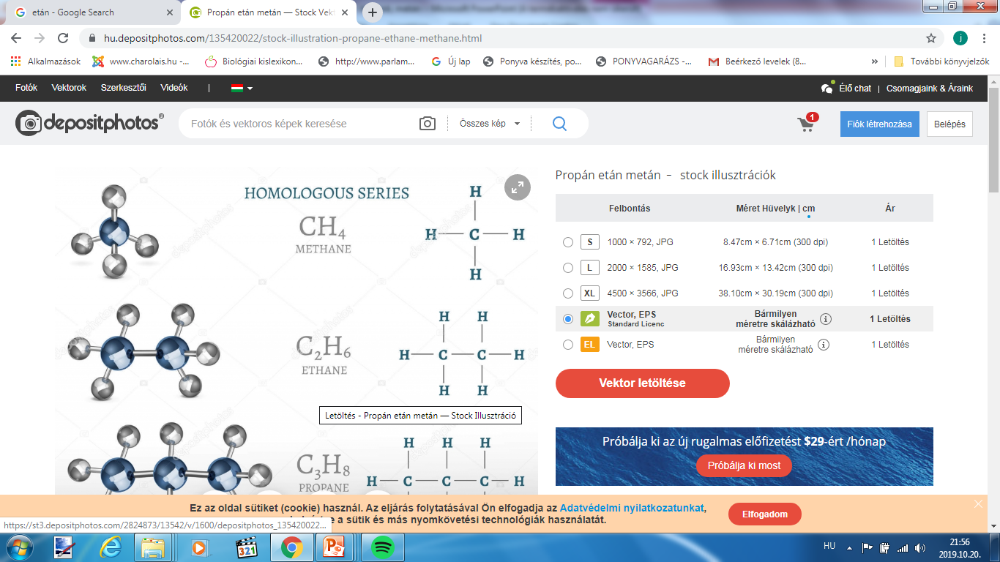 etán - Google Search
Propán etán metán — Stock Vekt
hu.depositphotos.com/135420022/stock-illustration-propane-ethane-methane.html
j
Alkalmazások
www.charolais.hu -...
Biológiai kislexikon...
http://www.parlam...
Új lap
Ponyva készítés, po...
PONYVAGARÁZS -...
Beérkező levelek (8...
»
További könyvjelzők
Fotók Vektorok Szerkesztői Videók |
Élő chat | Csomagjaink & Áraink
depositphotos®
Fotók és vektoros képek keresése
Összes kép
1
Fiók létrehozása
Belépés
HOMOLOGOUS SERIES
CH4
METHANE
H
H C H
H
C2H6
ETHANE
H H
H C C H
H H
C3H8
PROPANE
H H H
H C C C H
Letöltés - Propán etán metán — Stock Illusztráció
Propán etán metán – stock illusztrációk
Felbontás Méret Hüvelyk | cm Ár
S 1000 × 792, JPG 8.47cm × 6.71cm (300 dpi) 1 Letöltés
L 2000 × 1585, JPG 16.93cm × 13.42cm (300 dpi) 1 Letöltés
XL 4500 × 3566, JPG 38.10cm × 30.19cm (300 dpi) 1 Letöltés
Vector, EPS
Standard Licenc
Bármilyen
méretre skálázható
1 Letöltés
EL Vector, EPS
Bármilyen
méretre skálázható
1 Letöltés
Vektor letöltése
Próbálja ki az új rugalmas előfizetést $29-ért /hónap
Próbálja ki most
Ez az oldal sütiket (cookie) használ. Az eljárás folytatásával Ön elfogadja az Adatvédelmi nyilatkozatunkat,
a sütik és más nyomkövetési technológiák használatát.
Elfogadom
https://st3.depositphotos.com/2824873/13542/v/1600/depositphotos_135420022...
321
HU
21:56
2019.10.20.